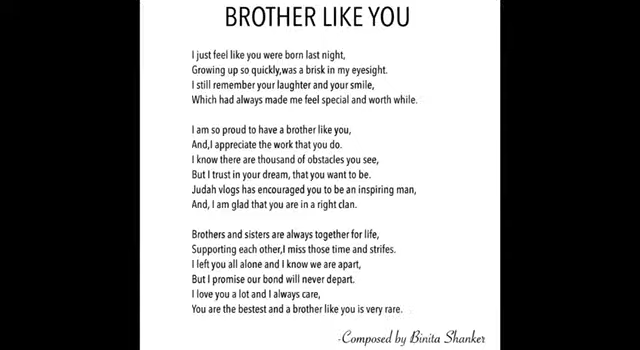 BROTHER LIKE YOU
I just feel like you were born last night,
Growing up so quickly,was a brisk in my eyesight.
I still remember your laughter and your smile,
Which had always made me feel special and worth while.
I am so proud to have a brother like you,
And,I appreciate the work that you do.
I know there are thousand of obstacles you see,
But I trust in your dream, that you want to be.
Judah vlogs has encouraged you to be an inspiring man,
And, I am glad that you are in a right clan.
Brothers and sisters are always together for life,
Supporting each other,I miss those time and strifes.
I left you all alone and I know we are apart,
But I promise our bond will never depart.
I love you a lot and I always care,
You are the bestest and a brother like you is very rare.
-Composed by Binita Shanker